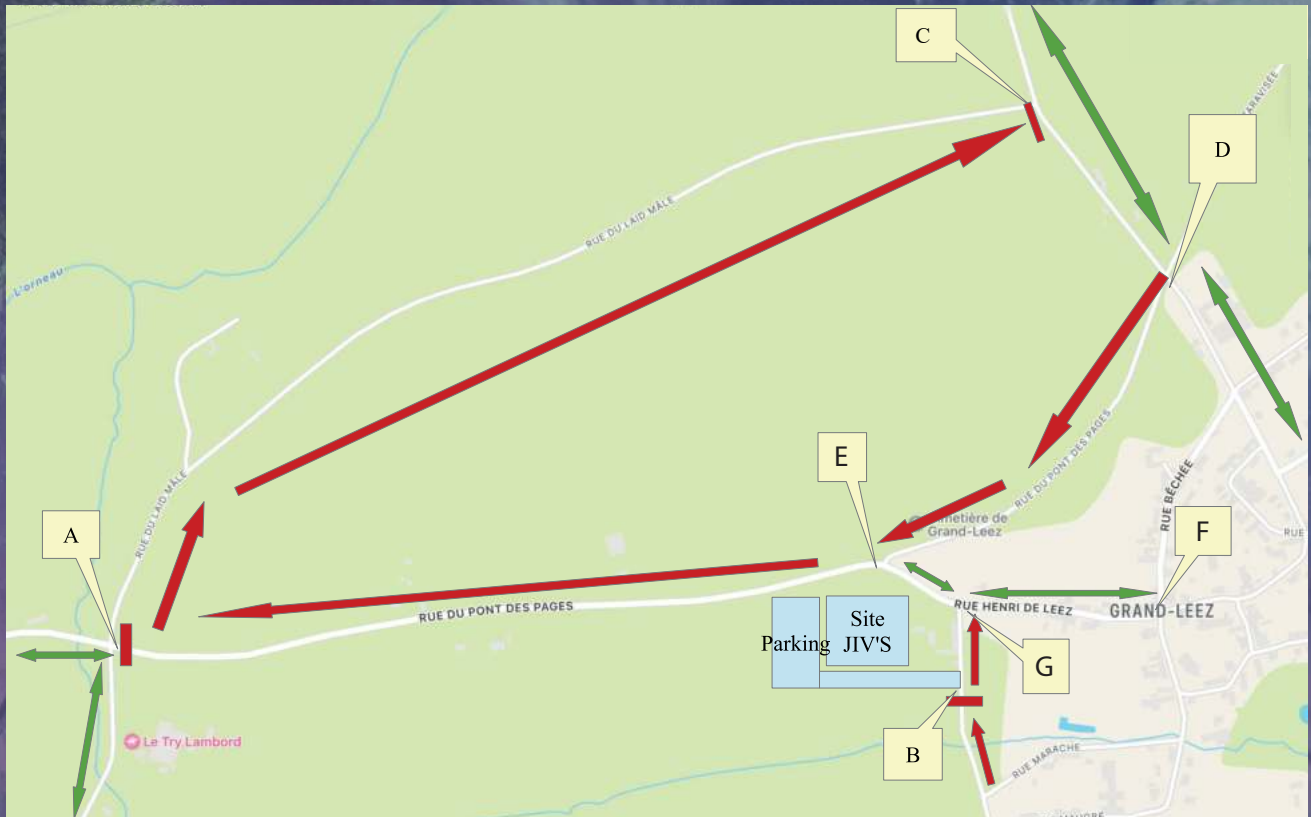 C
ARAVISÉE
D
RUE DU LAID MÂLE
L'orneau
E
RUE DU PONT DES PAGES
RUE BÊCHÉE
A
RUE DU LAID MÂLE
F
Cimetière de
Grand-Leez
RUE
RUE DU PONT DES PAGES
RUE HENRI DE LEEZ
GRAND-LEEZ
Site
JIV'S
Parking
G
Le Try Lambord
B
RUE MARACHE